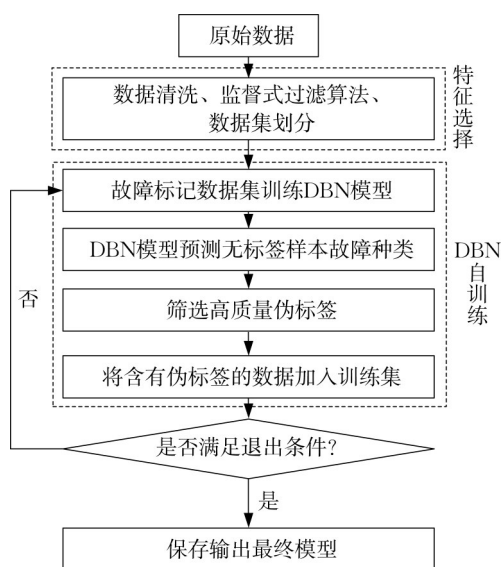 原始数据
数据清洗、监督式过滤算法、
数据集划分
特征选择
故障标记数据集训练DBN模型
DBN模型预测无标签样本故障种类
筛选高质量伪标签
将含有伪标签的数据加入训练集
DBN
自训练
否
是否满足退出条件?
是
保存输出最终模型